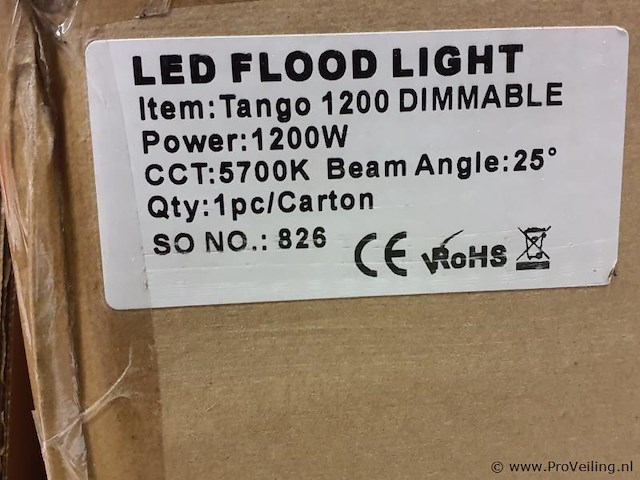 LED FLOOD LIGHT
Item:Tango 1200 DIMMABLE
Power:1200W
CCT:5700K Beam Angle:25°
Qty:1pc/Carton
SO NO.: 826
CE RoHS
© www.ProVeiling.nl